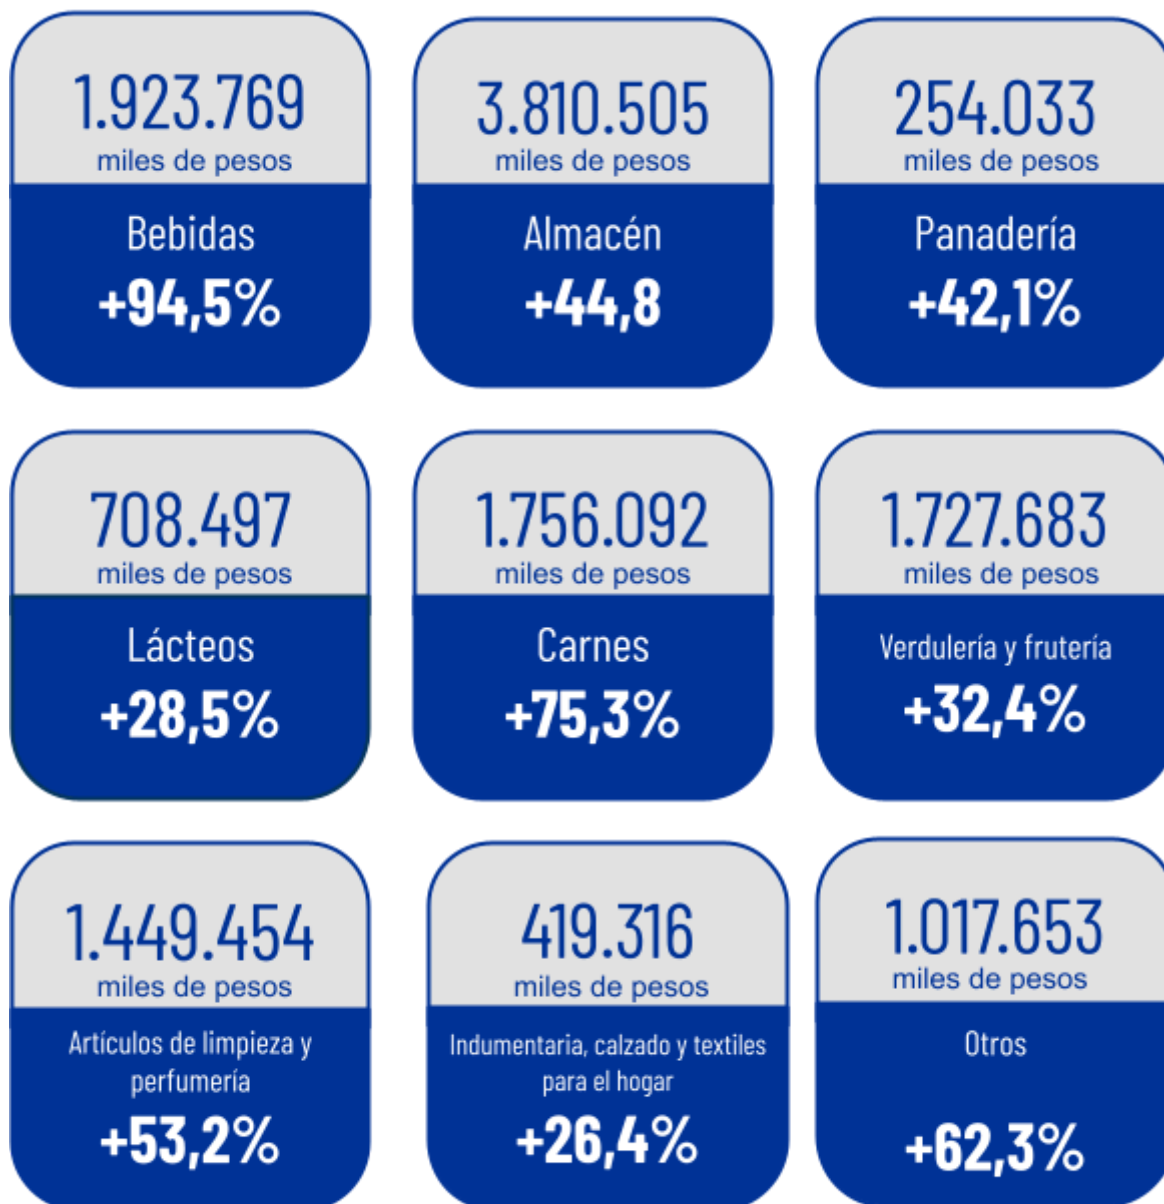 1.923.769
miles de pesos
Bebidas
+94,5%
3.810.505
miles de pesos
Almacén
+44,8
254.033
miles de pesos
Panadería
+42,1%
708.497
miles de pesos
Lácteos
+28,5%
1.756.092
miles de pesos
Carnes
+75,3%
1.727.683
miles de pesos
Verdulería y frutería
+32,4%
1.449.454
miles de pesos
Artículos de limpieza y
perfumería
+53,2%
419.316
miles de pesos
Indumentaria, calzado y textiles
para el hogar
+26,4%
1.017.653
miles de pesos
Otros
+62,3%